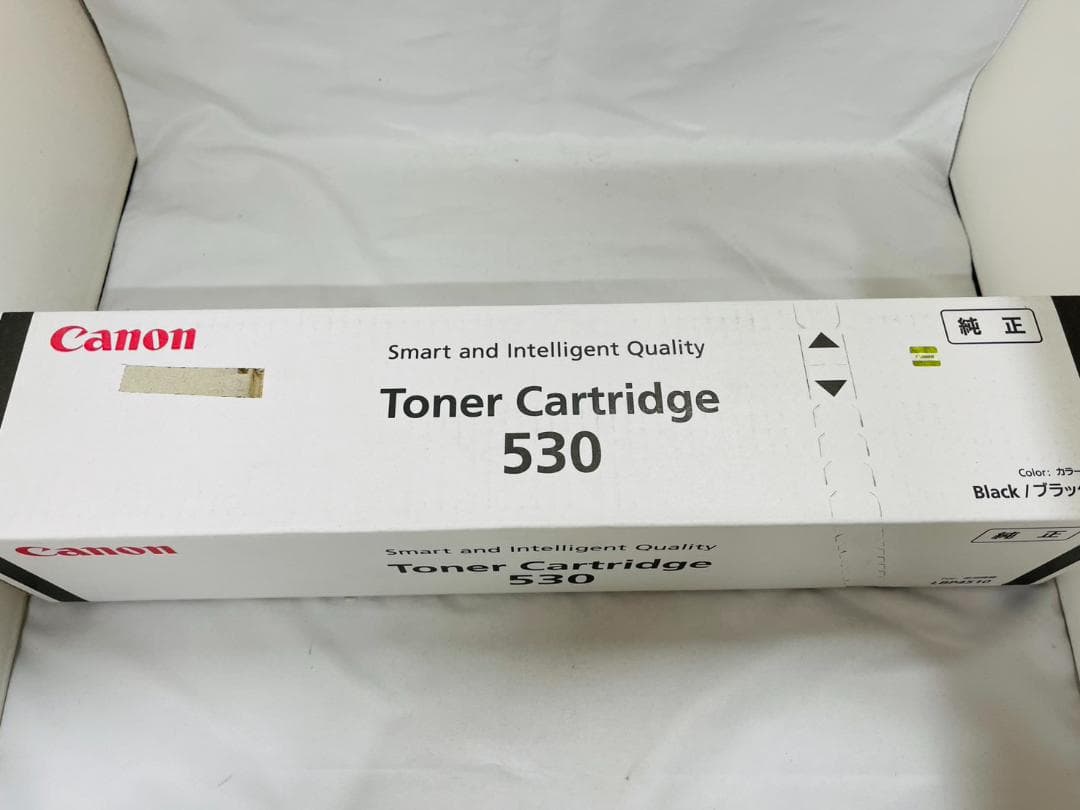 Canon
純正
Smart and Intelligent Quality
Toner Cartridge
530
Color: カラー
Black / ブラック
Canon
Smart and Intelligent Quality
純正
Toner Cartridge
530